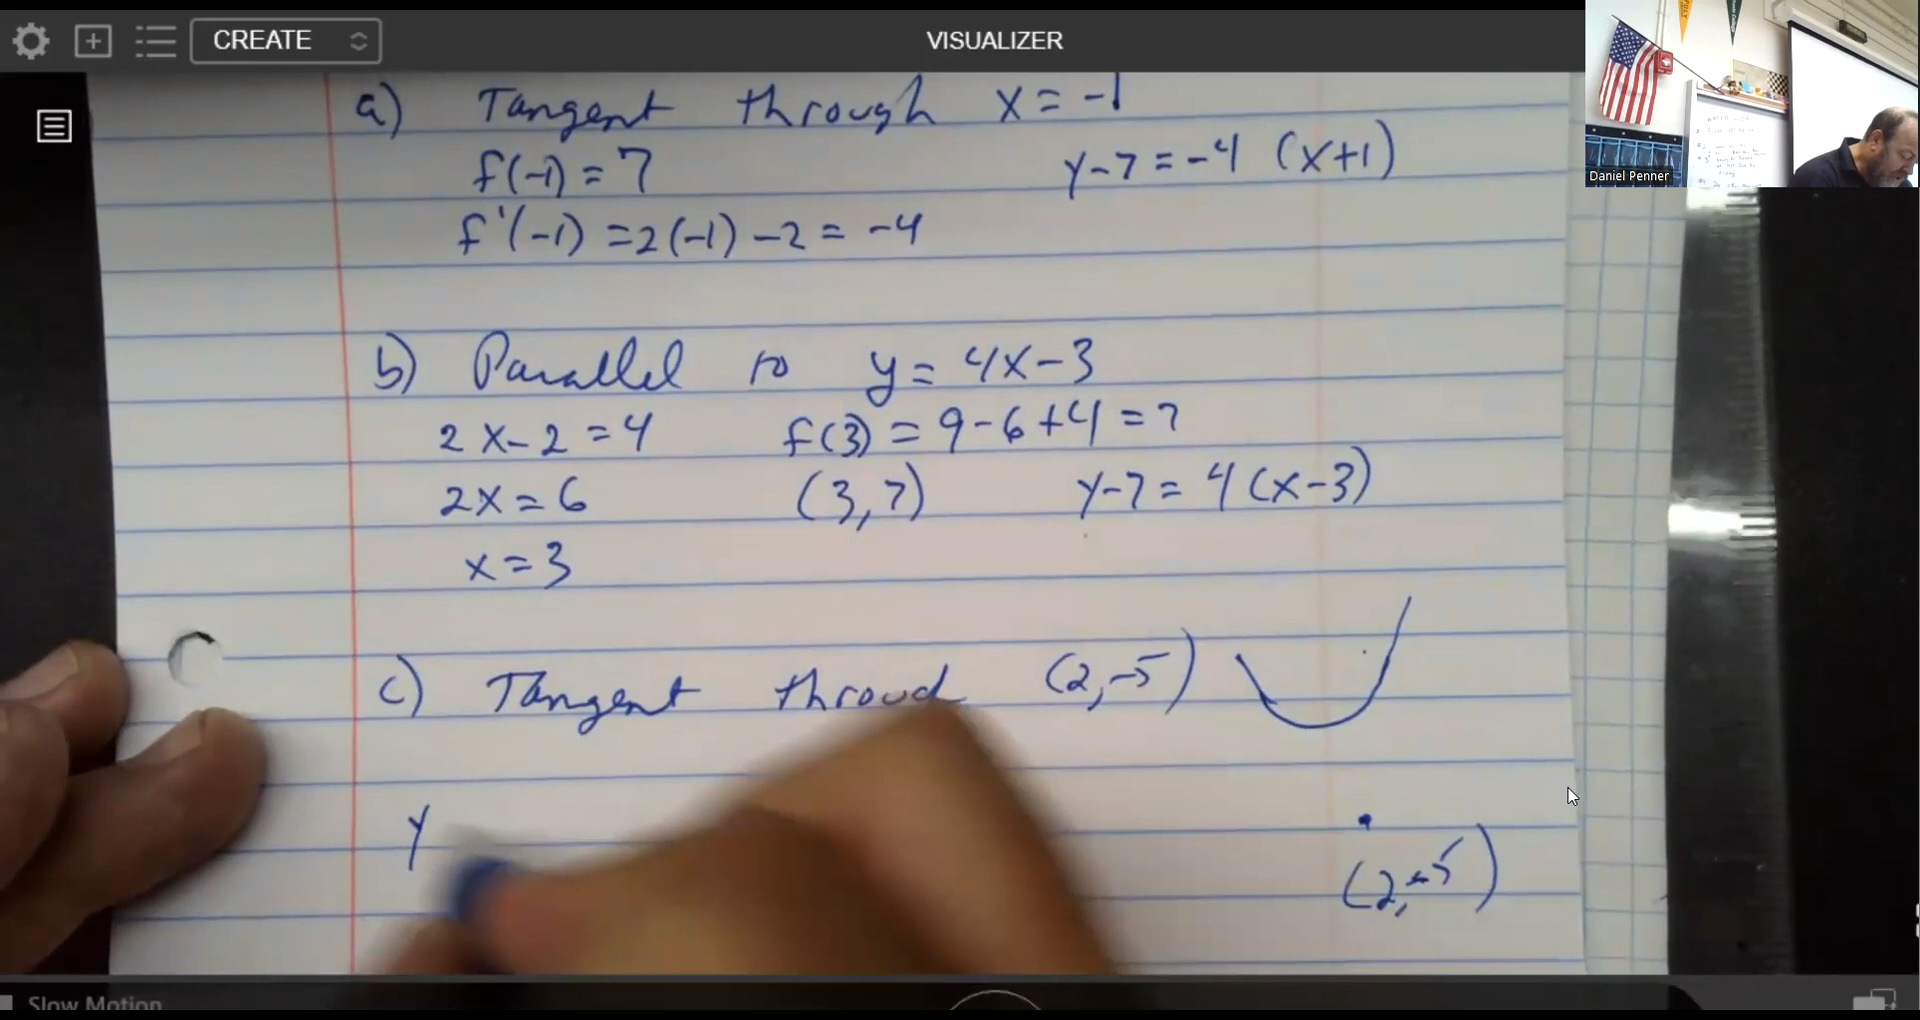 CREATE
VISUALIZER
Daniel Penner
a) Tangent through x = -1
f(-1) = 7
y-7 = -4 (x+1)
f'(-1) = 2(-1) - 2 = -4
b) Parallel to y = 4x-3
2x-2 = 4
f(3) = 9-6+4 = 7
2x = 6
(3, 7)
y-7 = 4(x-3)
x = 3
c) Tangent throug (2, -5)
y
(2, -5)
Slow Motion